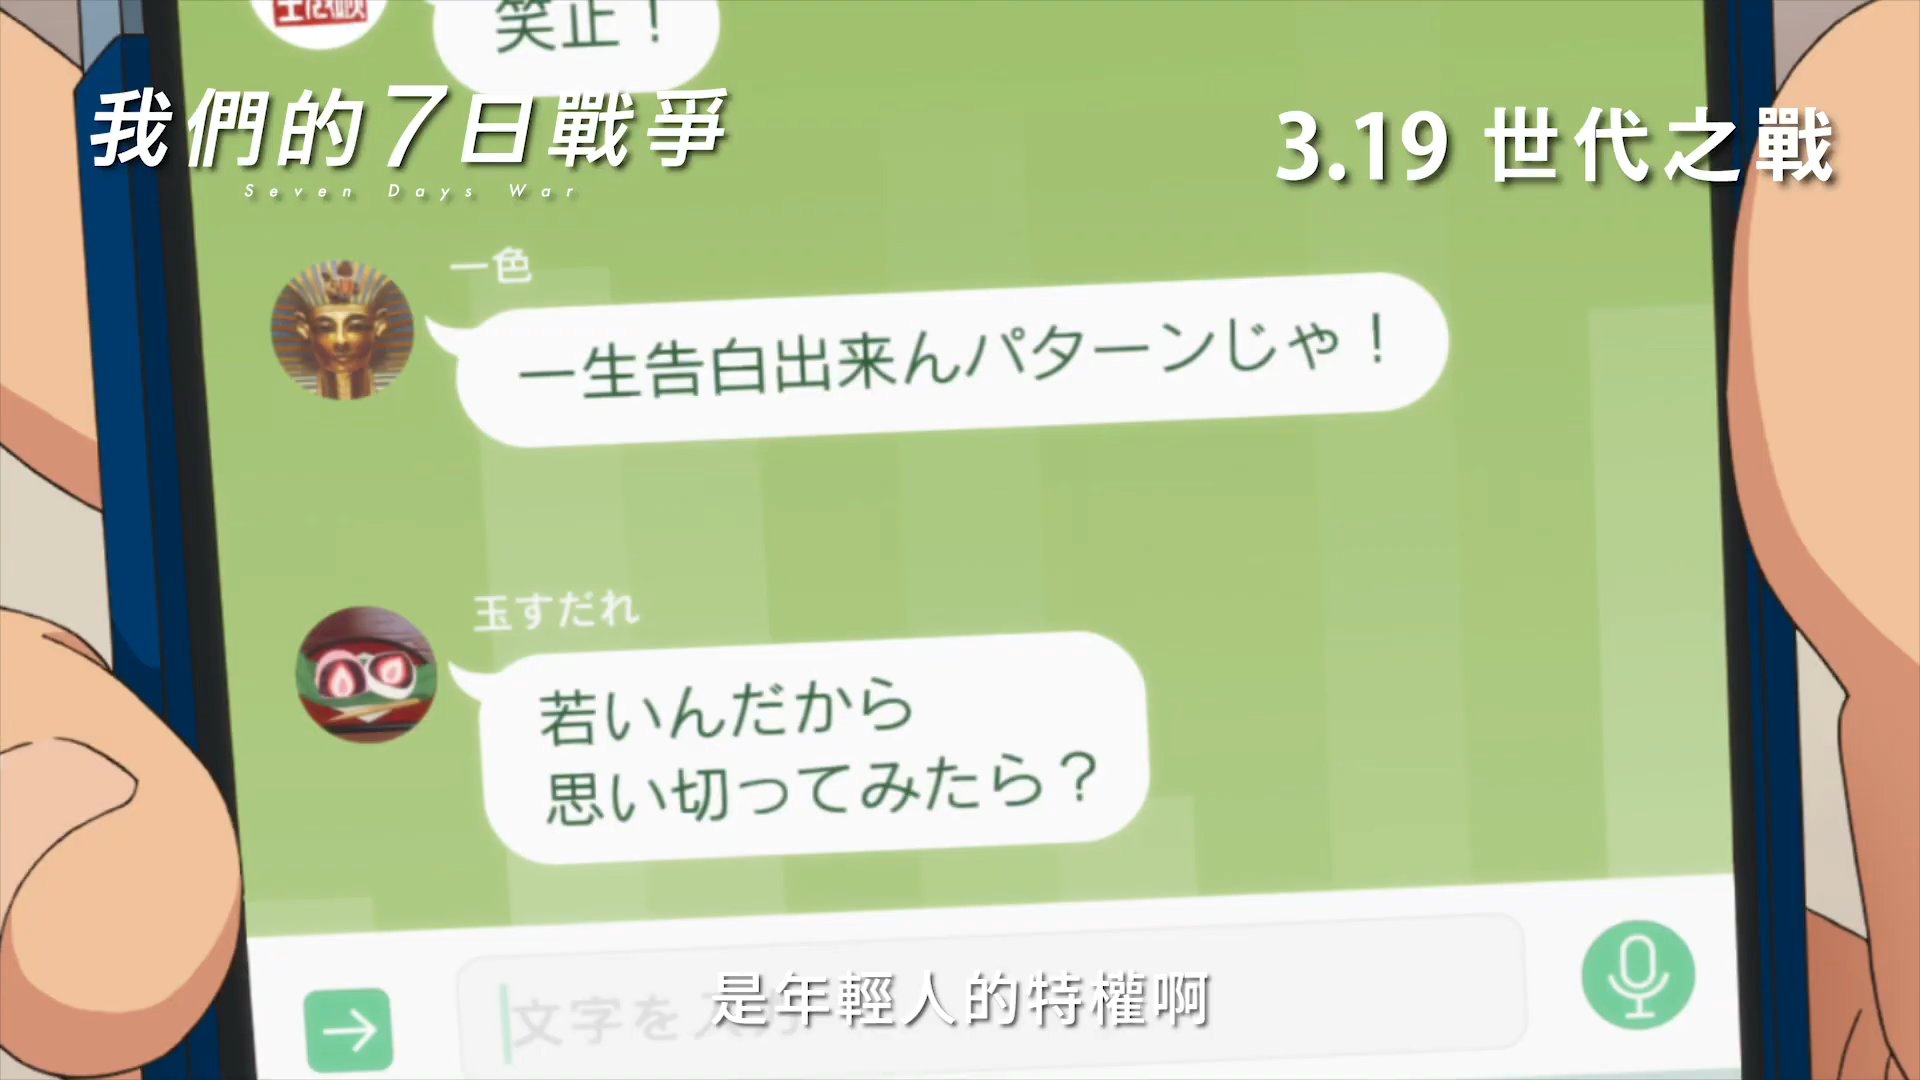 笑止！
我們的7日戰爭
Seven Days War
3.19 世代之戰
一色
一生告白出来んパターンじゃ！
玉すだれ
若いんだから
思い切ってみたら？
文字を入力
是年輕人的特權啊